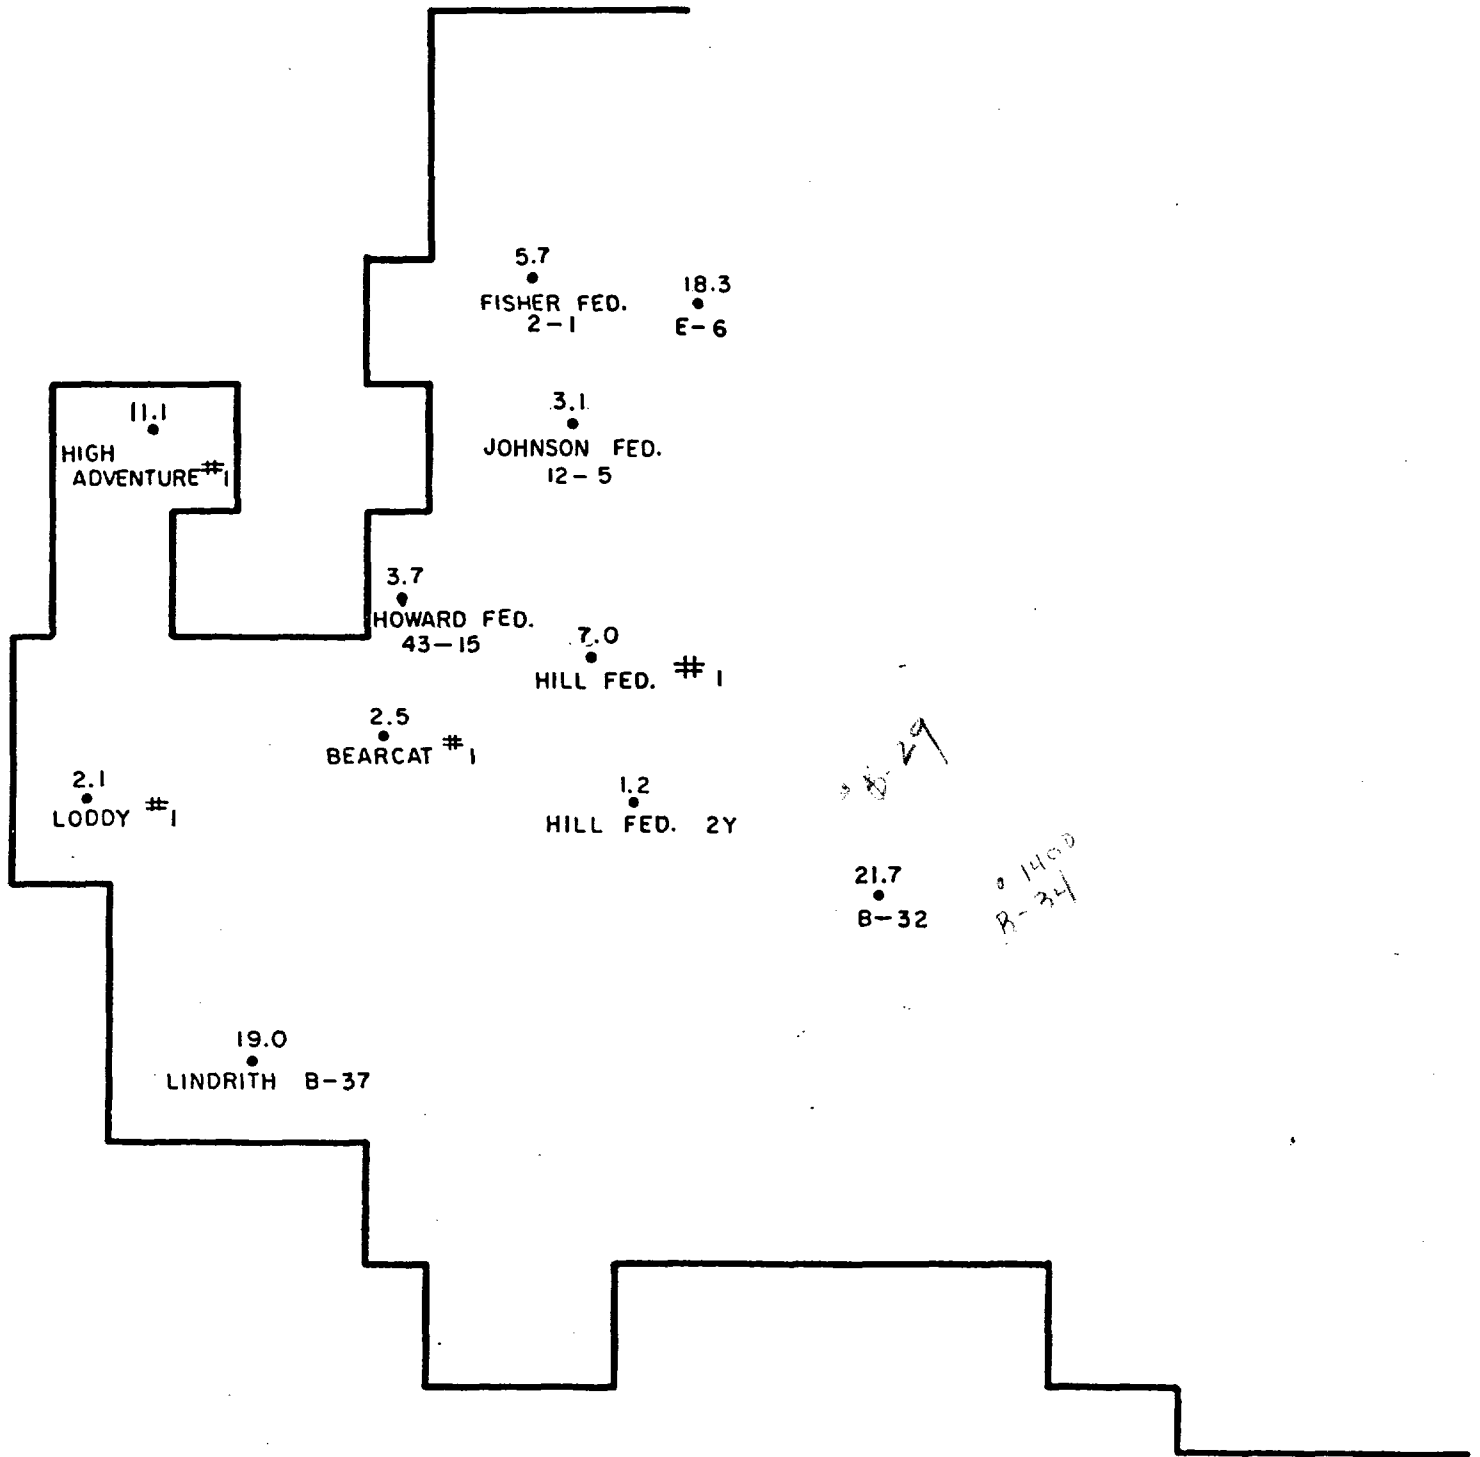 5.7
FISHER FED.
2-1
18.3
E-6
11.1
HIGH
ADVENTURE #1
3.1
JOHNSON FED.
12-5
3.7
HOWARD FED.
43-15
7.0
HILL FED. #1
2.5
BEARCAT #1
2.1
LODDY #1
1.2
HILL FED. 2Y
21.7
B-32
B-34
19.0
LINDRITH B-37